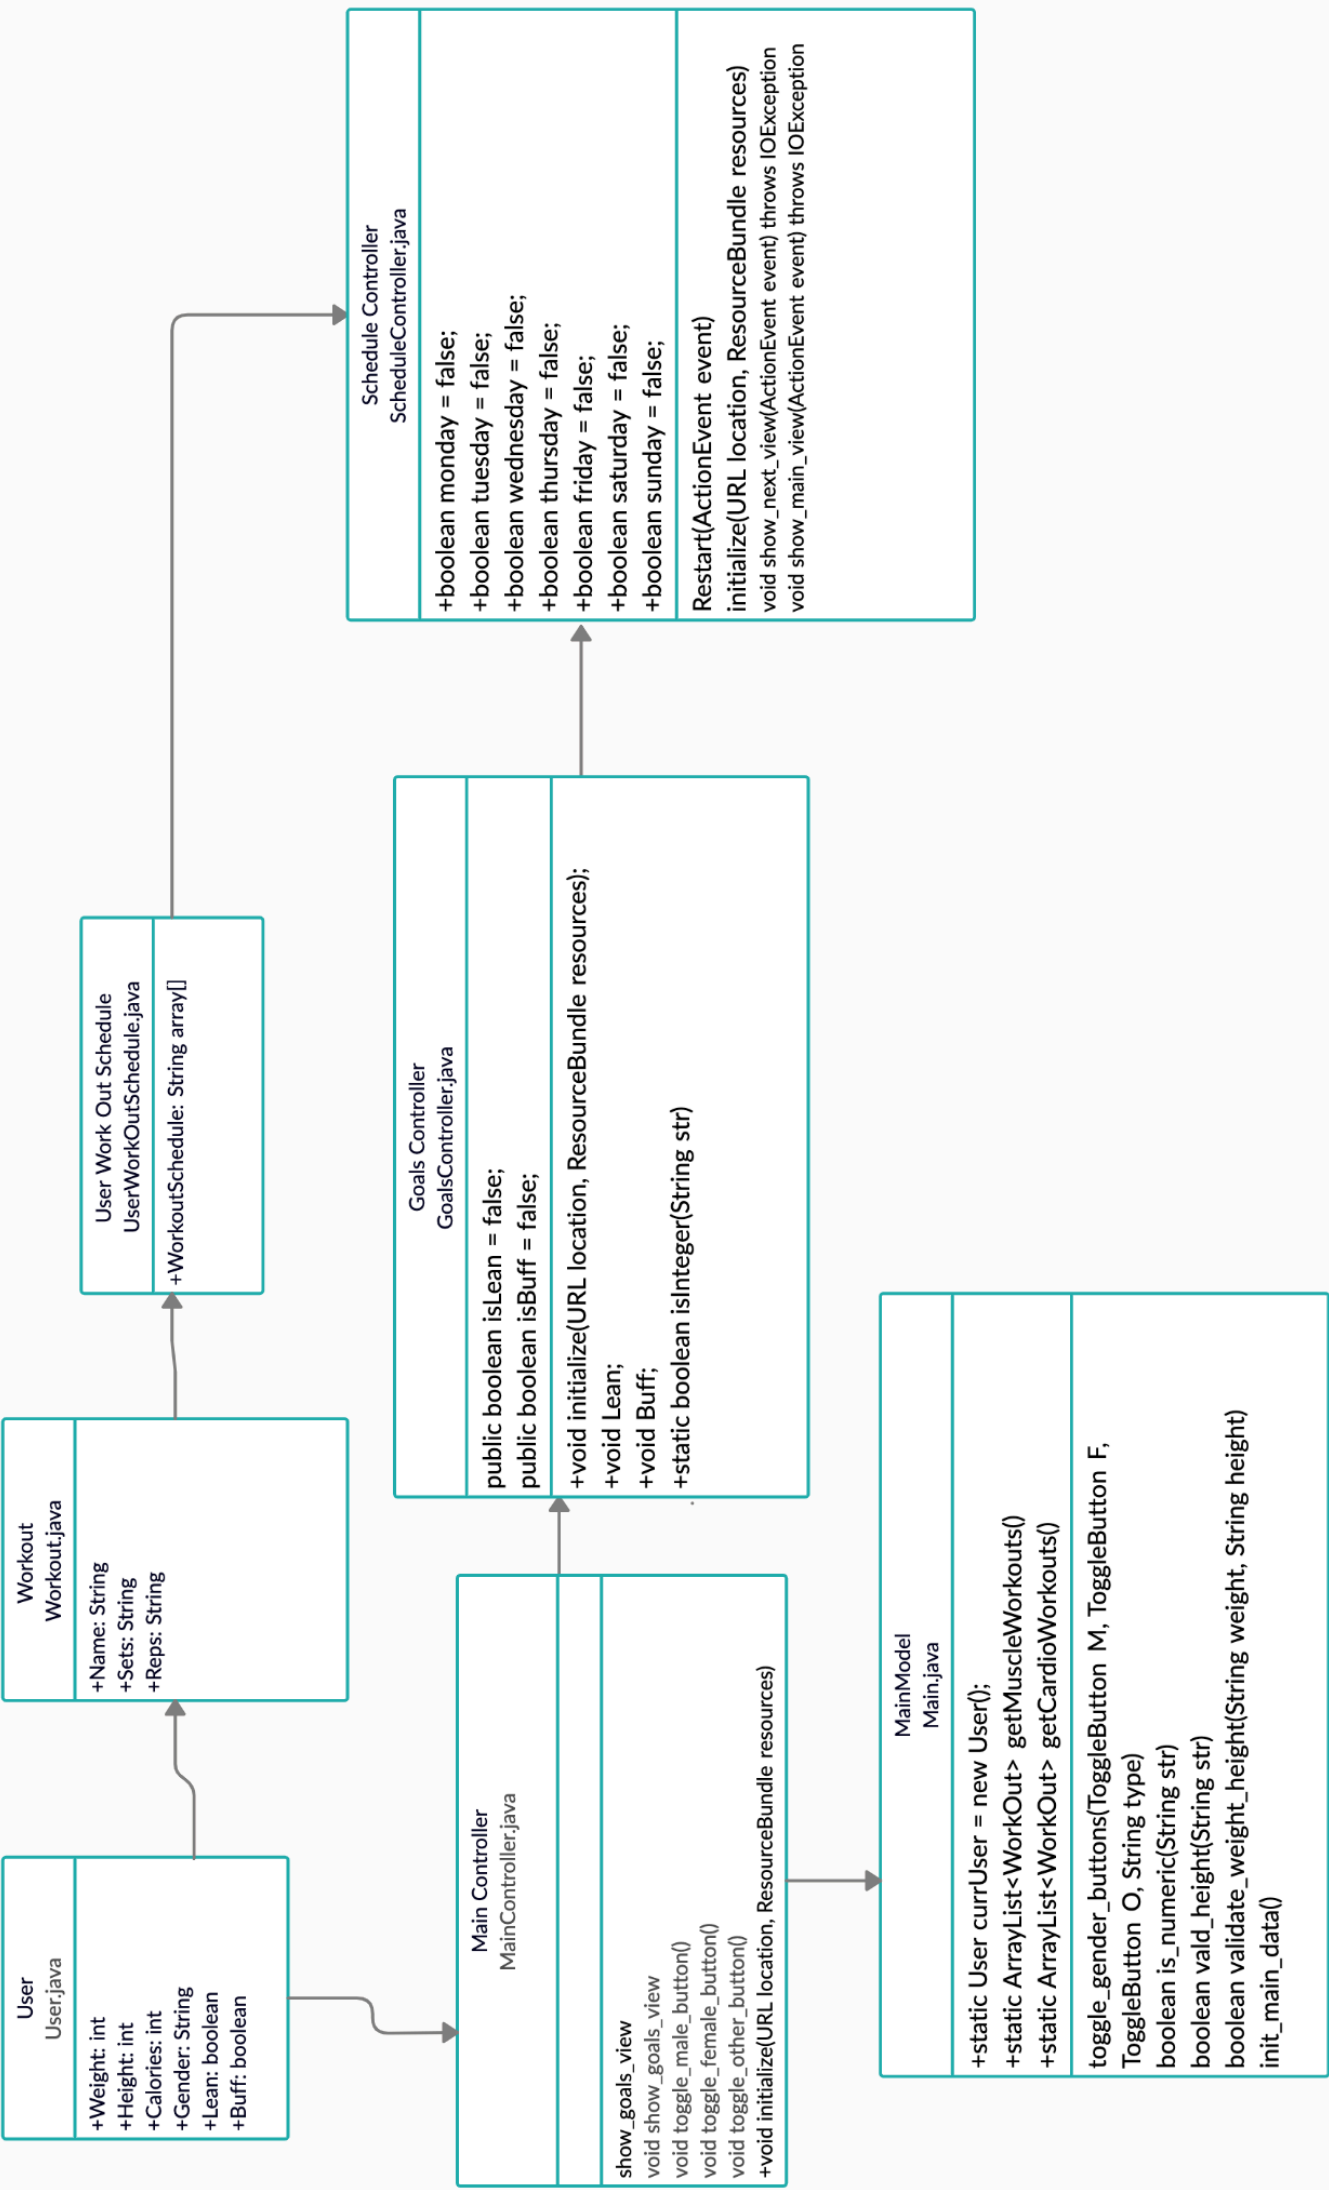 User
User.java
+Weight: int
+Height: int
+Calories: int
+Gender: String
+Lean: boolean
+Buff: boolean
Workout
Workout.java
+Name: String
+Sets: String
+Reps: String
User Work Out Schedule
UserWorkOutSchedule.java
+WorkoutSchedule: String array[]
Schedule Controller
ScheduleController.java
+boolean monday = false;
+boolean tuesday = false;
+boolean wednesday = false;
+boolean thursday = false;
+boolean friday = false;
+boolean saturday = false;
+boolean sunday = false;
Restart(ActionEvent event)
initialize(URL location, ResourceBundle resources)
void show_next_view(ActionEvent event) throws IOException
void show_main_view(ActionEvent event) throws IOException
Main Controller
MainController.java
show_goals_view
void show_goals_view
void toggle_male_button()
void toggle_female_button()
void toggle_other_button()
+void initialize(URL location, ResourceBundle resources)
Goals Controller
GoalsController.java
public boolean isLean = false;
public boolean isBuff = false;
+void initialize(URL location, ResourceBundle resources);
+void Lean;
+void Buff;
+static boolean isInteger(String str)
MainModel
Main.java
+static User currUser = new User();
+static ArrayList<WorkOut> getMuscleWorkouts()
+static ArrayList<WorkOut> getCardioWorkouts()
toggle_gender_buttons(ToggleButton M, ToggleButton F,
ToggleButton O, String type)
boolean is_numeric(String str)
boolean vald_height(String str)
boolean validate_weight_height(String weight, String height)
init_main_data()